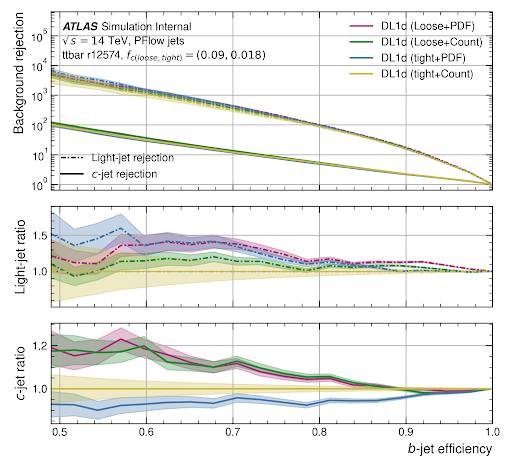 ATLAS Simulation Internal
√s = 14 TeV, PFlow jets
ttbar r12574, f_c(loose, tight) = (0.09, 0.018)
DL1d (Loose+PDF)
DL1d (Loose+Count)
DL1d (tight+PDF)
DL1d (tight+Count)
Background rejection
10^5
10^4
10^3
10^2
10^1
10^0
Light-jet rejection
c-jet rejection
Light-jet ratio
1.5
1.0
c-jet ratio
1.2
1.0
0.5 0.6 0.7 0.8 0.9 1.0
b-jet efficiency